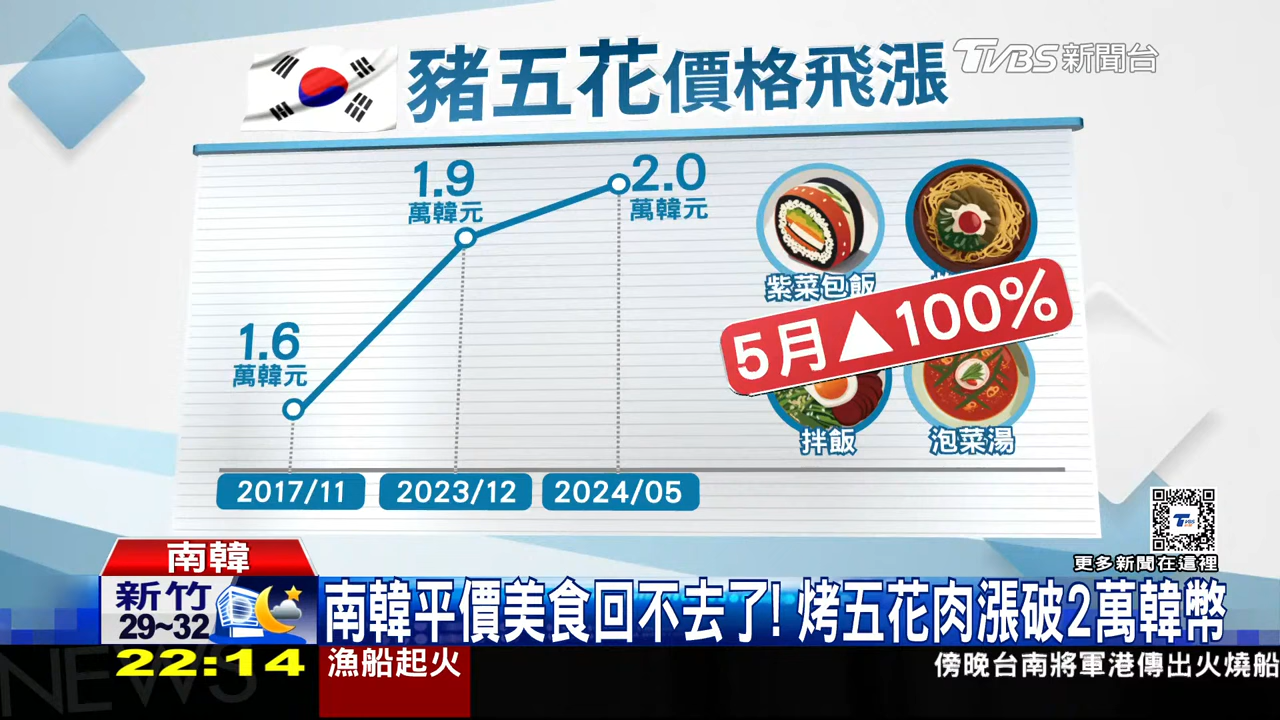 豬五花價格飛漲
TVBS新聞台
1.6
萬韓元
1.9
萬韓元
2.0
萬韓元
2017/11
2023/12
2024/05
紫菜包飯
5月▲100%
拌飯
泡菜湯
TVBS
更多新聞在這裡
南韓
新竹
29~32
南韓平價美食回不去了! 烤五花肉漲破2萬韓幣
22:14
NEWS
漁船起火
傍晚台南將軍港傳出火燒船